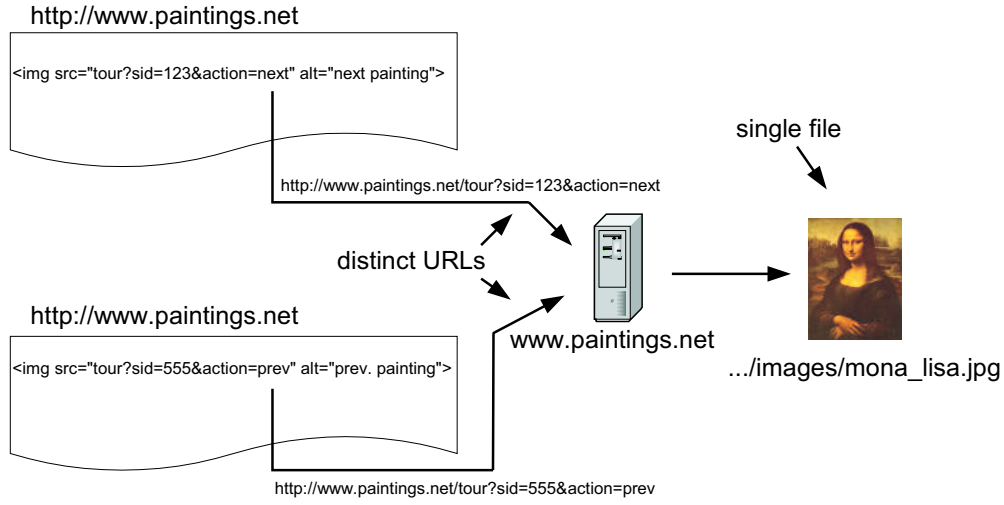 http://www.paintings.net
<img src="tour?sid=123&action=next" alt="next painting">
single file
http://www.paintings.net/tour?sid=123&action=next
distinct URLs
http://www.paintings.net
www.paintings.net
<img src="tour?sid=555&action=prev" alt="prev. painting">
.../images/mona_lisa.jpg
http://www.paintings.net/tour?sid=555&action=prev